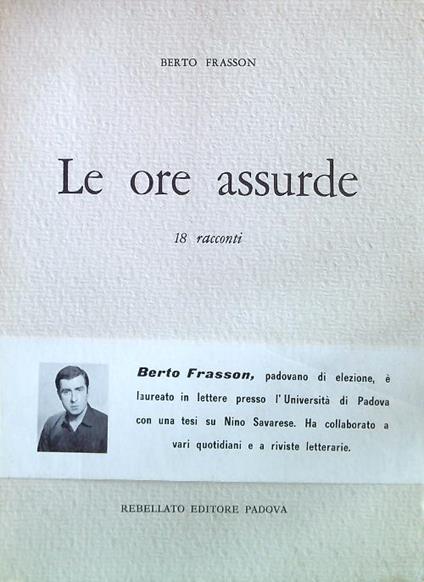 BERTO FRASSON
Le ore assurde
18 racconti
Berto Frasson, padovano di elezione, è
laureato in lettere presso l'Università di Padova
con una tesi su Nino Savarese. Ha collaborato a
vari quotidiani e a riviste letterarie.
REBELLATO EDITORE PADOVA